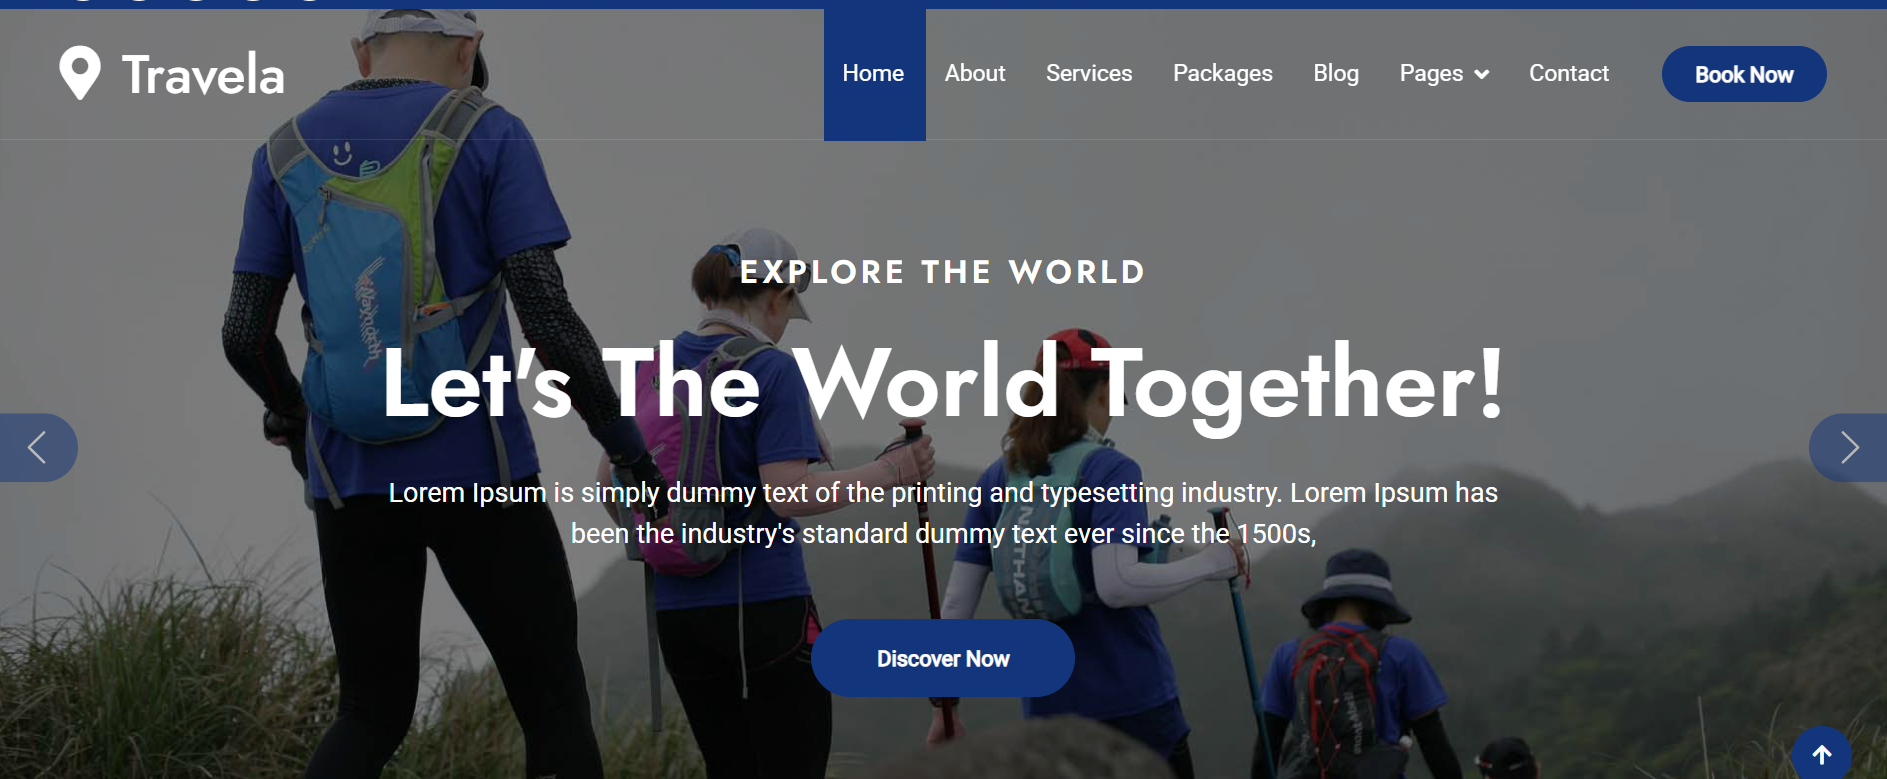 Travela
Home About Services Packages Blog Pages Contact Book Now
EXPLORE THE WORLD
Let's The World Together!
Lorem Ipsum is simply dummy text of the printing and typesetting industry. Lorem Ipsum has
been the industry's standard dummy text ever since the 1500s,
Discover Now